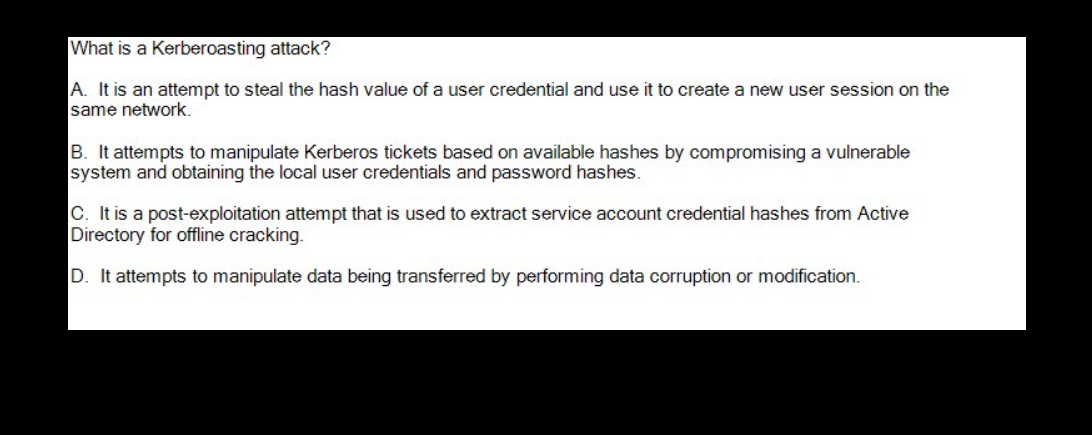 What is a Kerberoasting attack?
A. It is an attempt to steal the hash value of a user credential and use it to create a new user session on the
same network.
B. It attempts to manipulate Kerberos tickets based on available hashes by compromising a vulnerable
system and obtaining the local user credentials and password hashes.
C. It is a post-exploitation attempt that is used to extract service account credential hashes from Active
Directory for offline cracking.
D. It attempts to manipulate data being transferred by performing data corruption or modification.